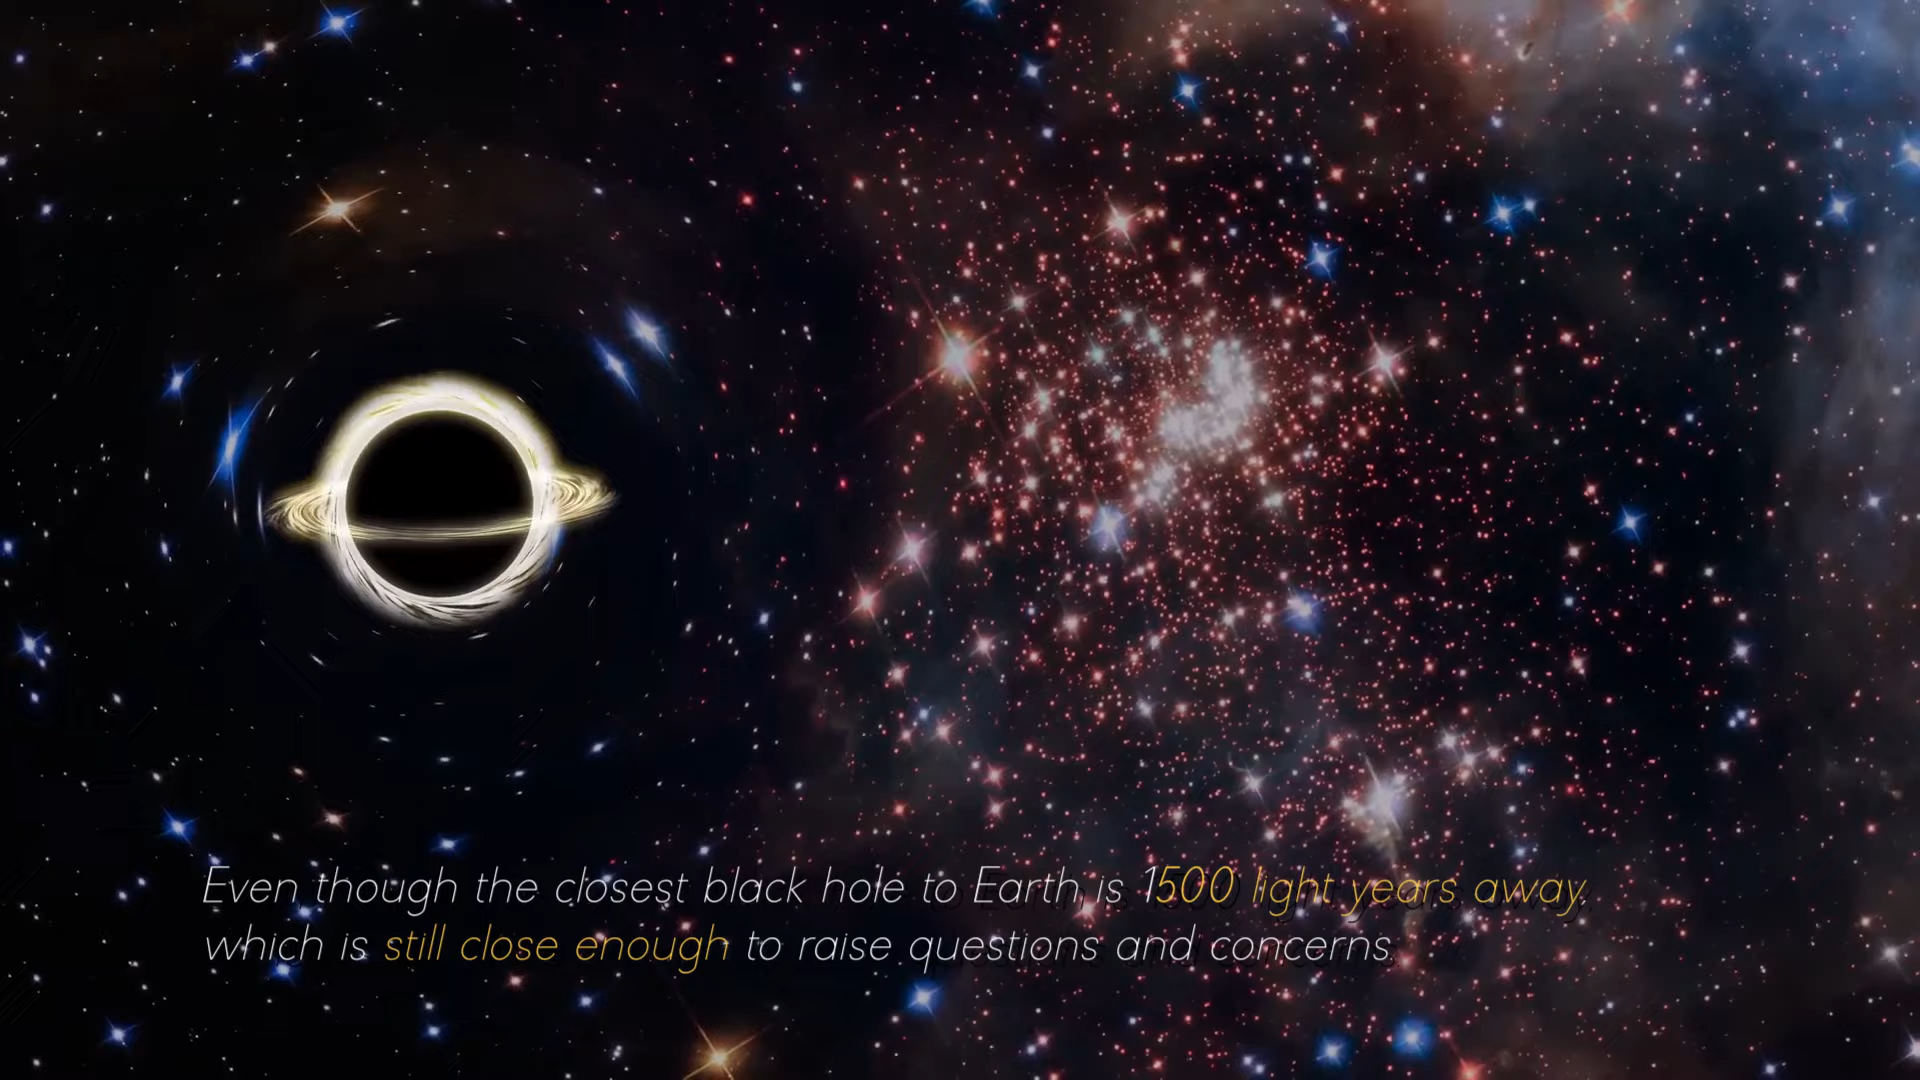 Even though the closest black hole to Earth is 1500 light years away,
which is still close enough to raise questions and concerns.